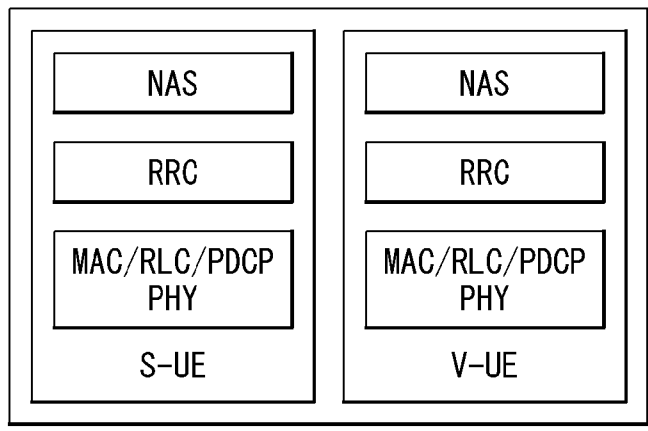 NAS
RRC
MAC/RLC/PDCP
PHY
S-UE
NAS
RRC
MAC/RLC/PDCP
PHY
V-UE